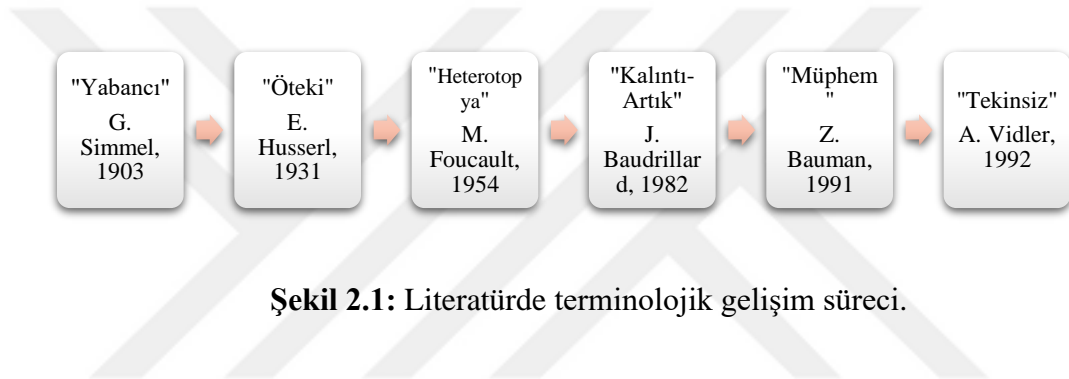 "Yabancı"
G.
Simmel,
1903
"Öteki"
E.
Husserl,
1931
"Heterotop
ya"
M.
Foucault,
1954
"Kalıntı-
Artık"
J.
Baudrillar
d, 1982
"Müphem
"
Z.
Bauman,
1991
"Tekinsiz"
A. Vidler,
1992
Şekil 2.1: Literatürde terminolojik gelişim süreci.